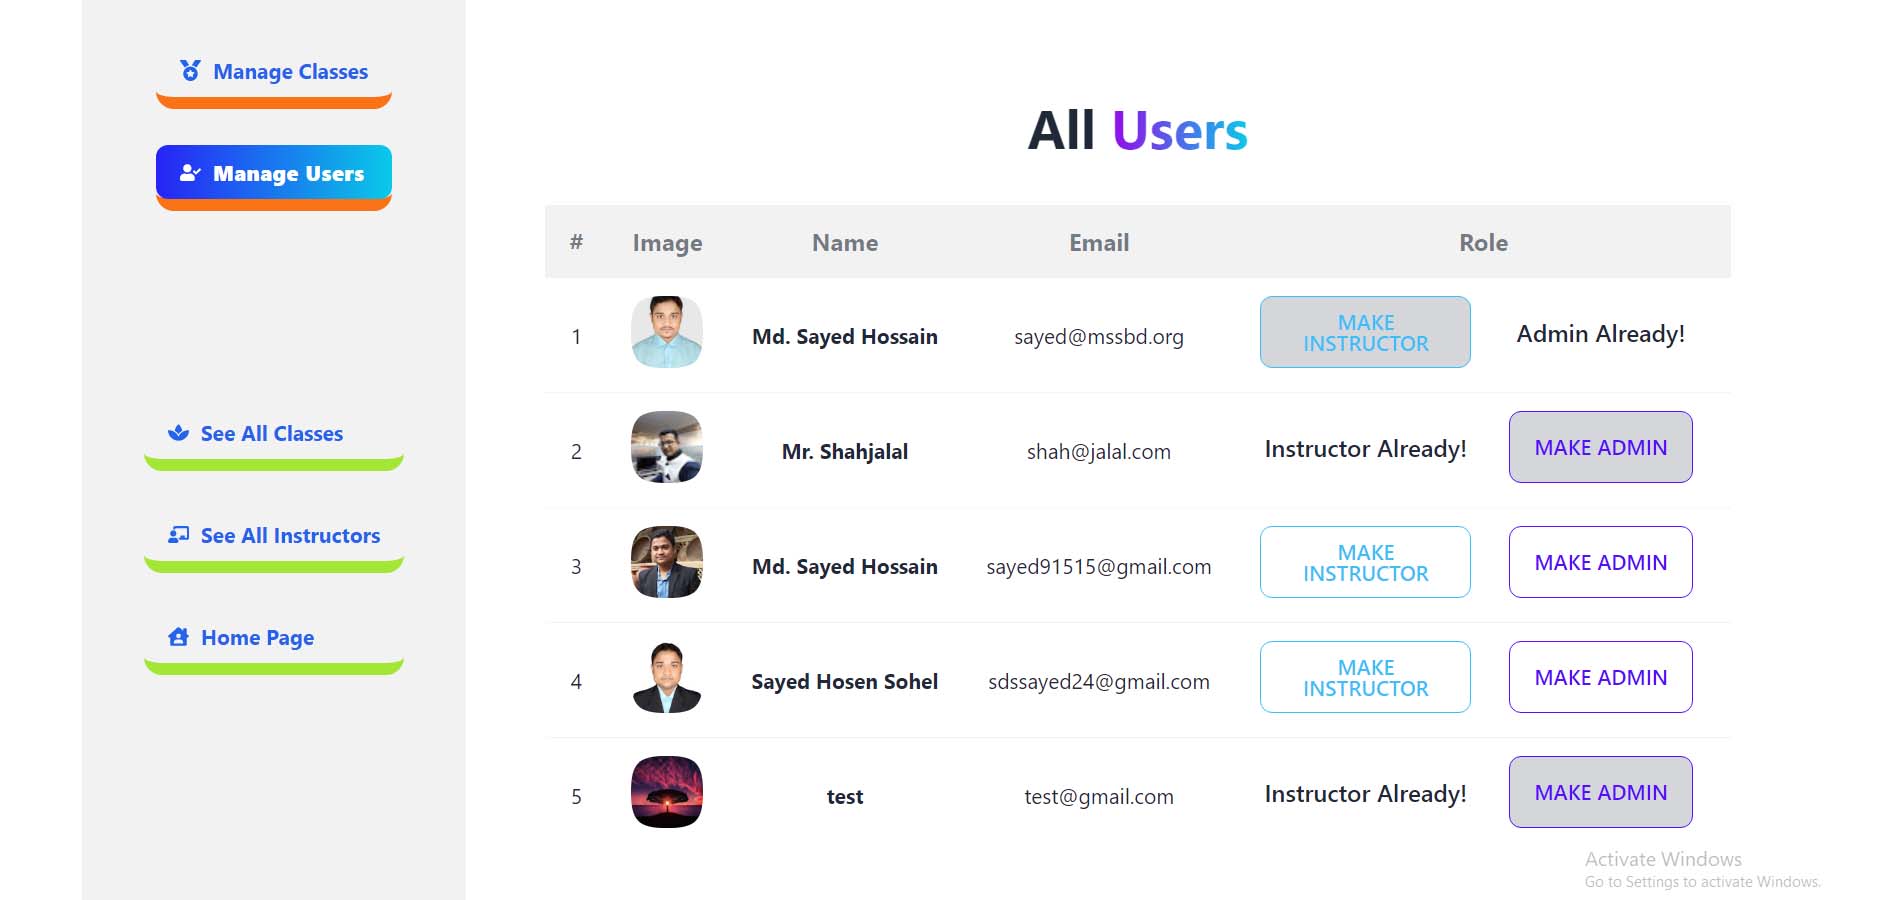 Manage Classes
Manage Users
See All Classes
See All Instructors
Home Page
All Users
# Image Name Email Role
1 Md. Sayed Hossain sayed@mssbd.org MAKE INSTRUCTOR Admin Already!
2 Mr. Shahjalal shah@jalal.com Instructor Already! MAKE ADMIN
3 Md. Sayed Hossain sayed91515@gmail.com MAKE INSTRUCTOR MAKE ADMIN
4 Sayed Hosen Sohel sdssayed24@gmail.com MAKE INSTRUCTOR MAKE ADMIN
5 test test@gmail.com Instructor Already! MAKE ADMIN
Activate Windows
Go to Settings to activate Windows.